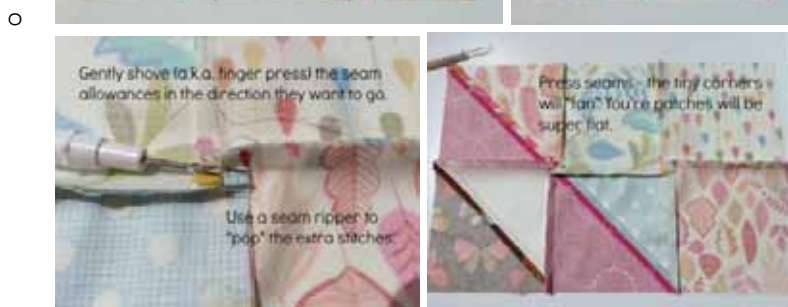 Gently shove (a.k.a. finger press) the seam
allowances in the direction they want to go.
Use a seam ripper to
"pop" the extra stitches.
Press seams - the tiny corners
will "fan". You're patches will be
super flat.